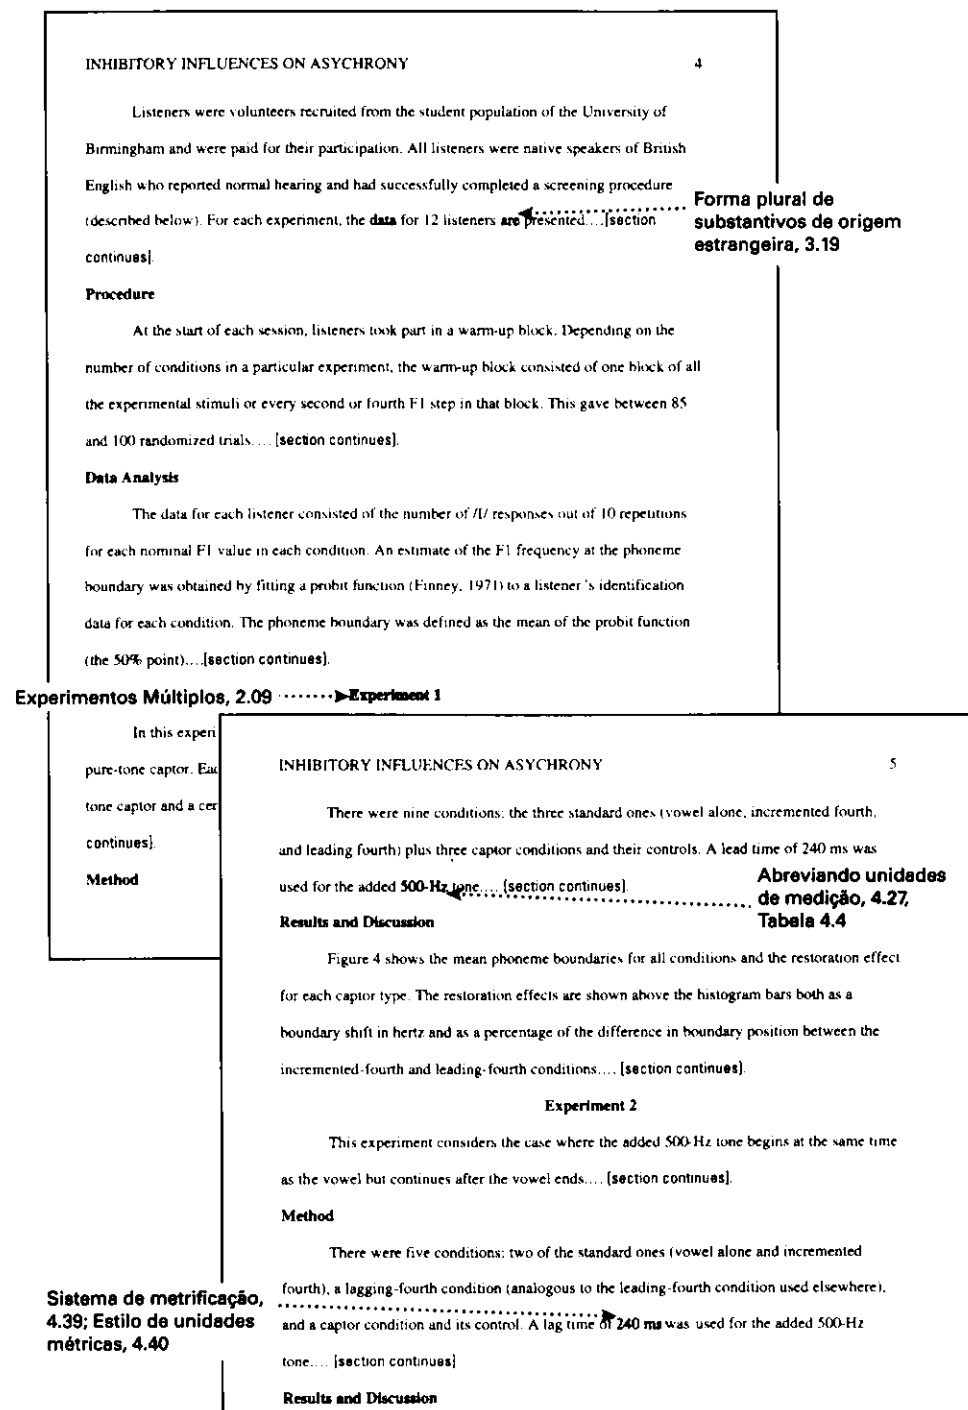 INHIBITORY INFLUENCES ON ASYCHRONY 4
Listeners were volunteers recruited from the student population of the University of
Birmingham and were paid for their participation. All listeners were native speakers of British
English who reported normal hearing and had successfully completed a screening procedure
(described below). For each experiment, the data for 12 listeners are presented....[section
continues].
Forma plural de
substantivos de origem
estrangeira, 3.19
Procedure
At the start of each session, listeners took part in a warm-up block. Depending on the
number of conditions in a particular experiment, the warm-up block consisted of one block of all
the experimental stimuli or every second or fourth F1 step in that block. This gave between 85
and 100 randomized trials.... [section continues].
Data Analysis
The data for each listener consisted of the number of /I/ responses out of 10 repetitions
for each nominal F1 value in each condition. An estimate of the F1 frequency at the phoneme
boundary was obtained by fitting a probit function (Finney, 1971) to a listener's identification
data for each condition. The phoneme boundary was defined as the mean of the probit function
(the 50% point)....[section continues].
Experimentos Múltiplos, 2.09 Experiment 1
In this experi
pure-tone captor. Eac
tone captor and a cer
continues].
Method
INHIBITORY INFLUENCES ON ASYCHRONY 5
There were nine conditions: the three standard ones (vowel alone, incremented fourth,
and leading fourth) plus three captor conditions and their controls. A lead time of 240 ms was
used for the added 500-Hz tone.... [section continues].
Abreviando unidades
de medição, 4.27,
Tabela 4.4
Results and Discussion
Figure 4 shows the mean phoneme boundaries for all conditions and the restoration effect
for each captor type. The restoration effects are shown above the histogram bars both as a
boundary shift in hertz and as a percentage of the difference in boundary position between the
incremented-fourth and leading-fourth conditions.... [section continues].
Experiment 2
This experiment considers the case where the added 500-Hz tone begins at the same time
as the vowel but continues after the vowel ends.... [section continues].
Method
There were five conditions: two of the standard ones (vowel alone and incremented
fourth), a lagging-fourth condition (analogous to the leading-fourth condition used elsewhere),
and a captor condition and its control. A lag time of 240 ms was used for the added 500-Hz
tone.... [section continues]
Sistema de metrificação,
4.39; Estilo de unidades
métricas, 4.40
Results and Discussion